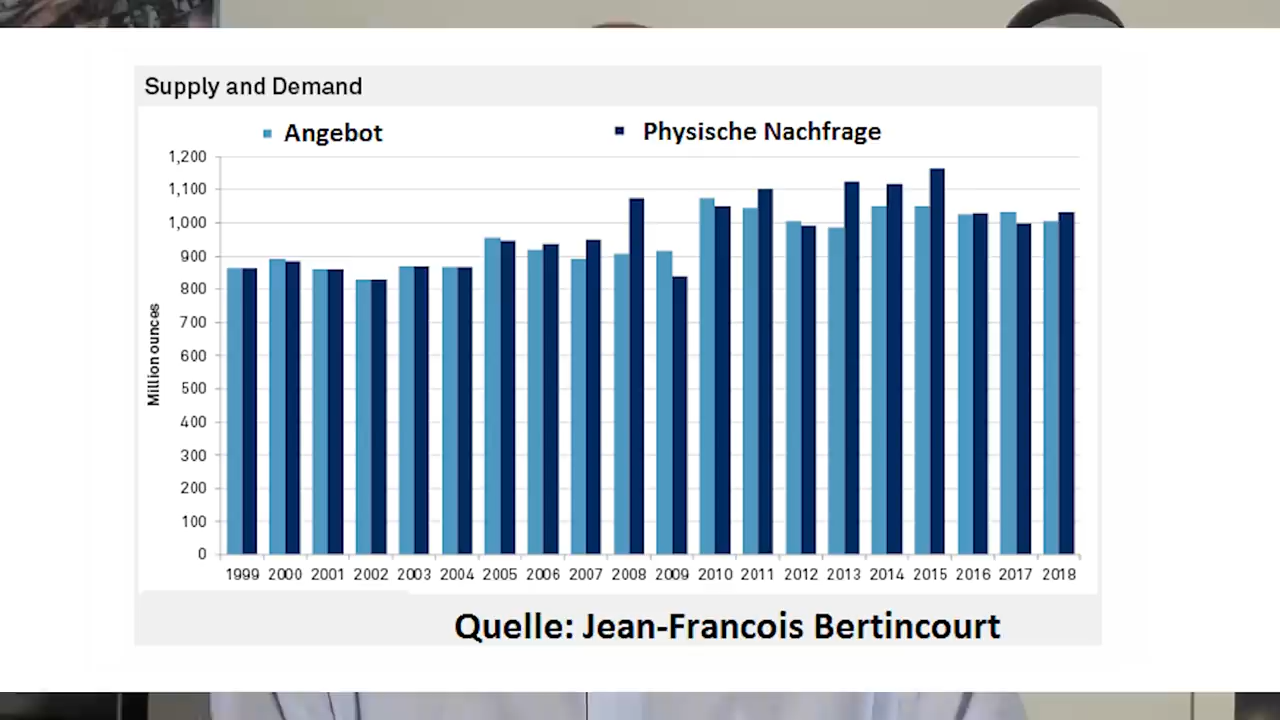 Supply and Demand
Angebot
Physische Nachfrage
1,200
1,100
1,000
900
800
700
600
500
400
300
200
100
0
Million ounces
1999 2000 2001 2002 2003 2004 2005 2006 2007 2008 2009 2010 2011 2012 2013 2014 2015 2016 2017 2018
Quelle: Jean-Francois Bertincourt